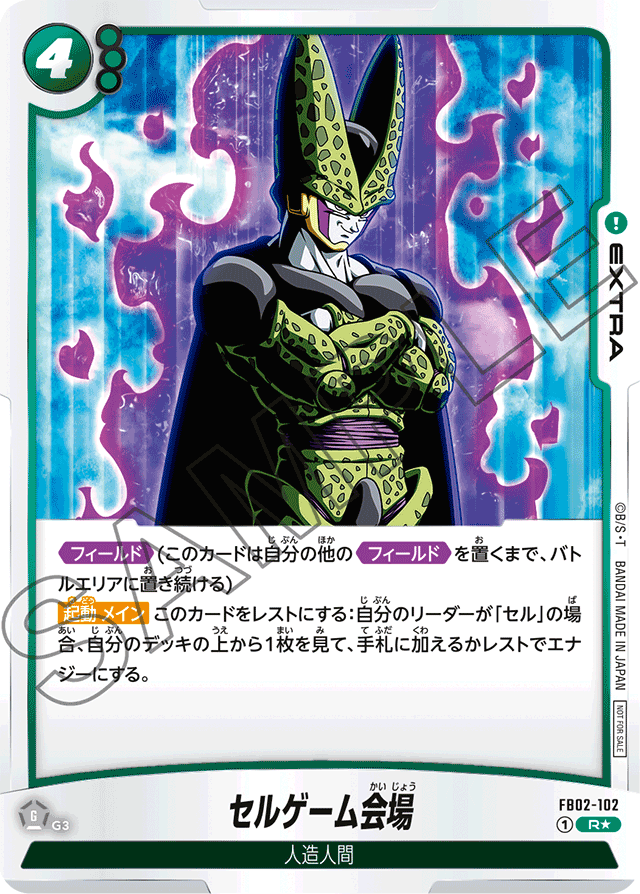 4
EXTRA
SAMPLE
©B/S・T BANDAI MADE IN JAPAN
NOT FOR SALE
フィールド (このカードは自分の他の フィールド を置くまで、バト
ルエリアに置き続ける)
起動 メイン このカードをレストにする:自分のリーダーが「セル」の場
合、自分のデッキの上から1枚を見て、手札に加えるかレストでエナ
ジーにする。
かいじょう
セルゲーム会場
FB02-102
G
G3
1 R★
人造人間